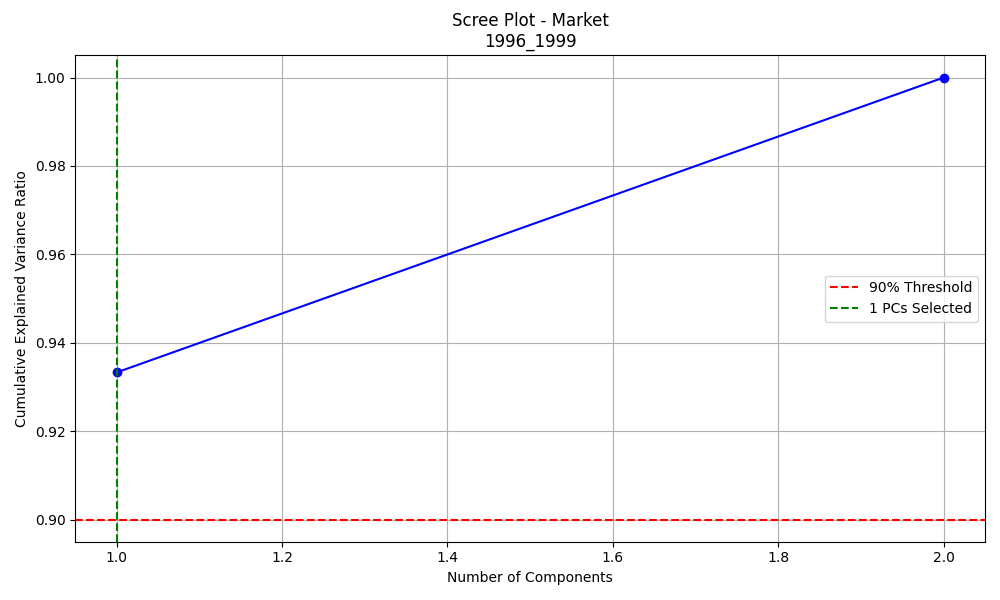 Scree Plot - Market
1996_1999
Cumulative Explained Variance Ratio
1.00
0.98
0.96
0.94
0.92
0.90
90% Threshold
1 PCs Selected
1.0
1.2
1.4
1.6
1.8
2.0
Number of Components